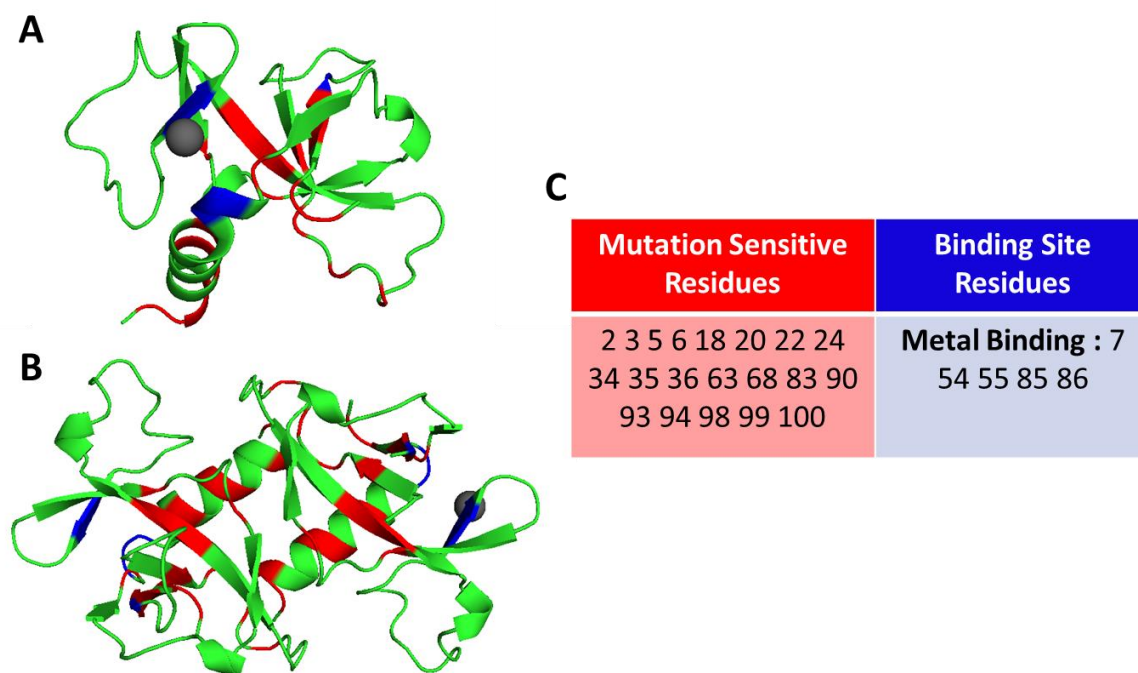 A
B
C
Mutation Sensitive
Residues
Binding Site
Residues
2 3 5 6 18 20 22 24
34 35 36 63 68 83 90
93 94 98 99 100
Metal Binding : 7
54 55 85 86